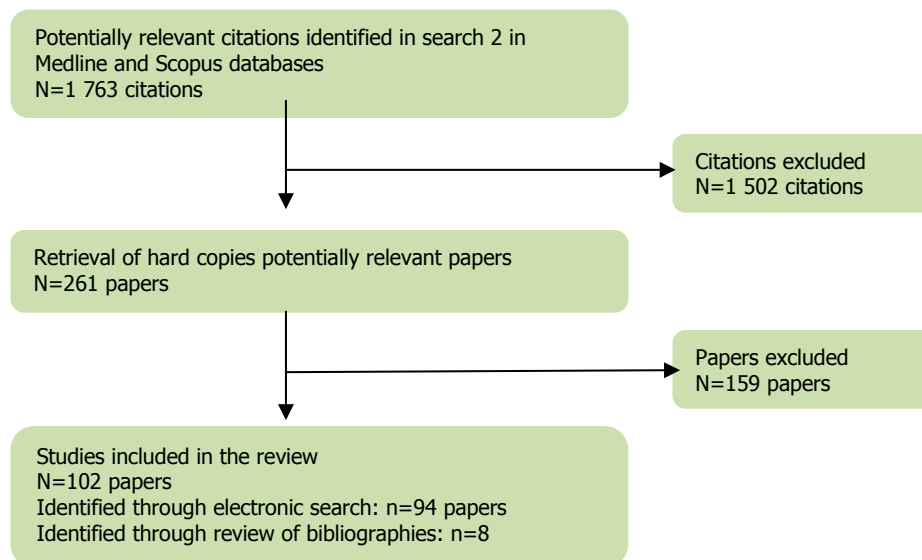 Potentially relevant citations identified in search 2 in
Medline and Scopus databases
N=1 763 citations
Citations excluded
N=1 502 citations
Retrieval of hard copies potentially relevant papers
N=261 papers
Papers excluded
N=159 papers
Studies included in the review
N=102 papers
Identified through electronic search: n=94 papers
Identified through review of bibliographies: n=8